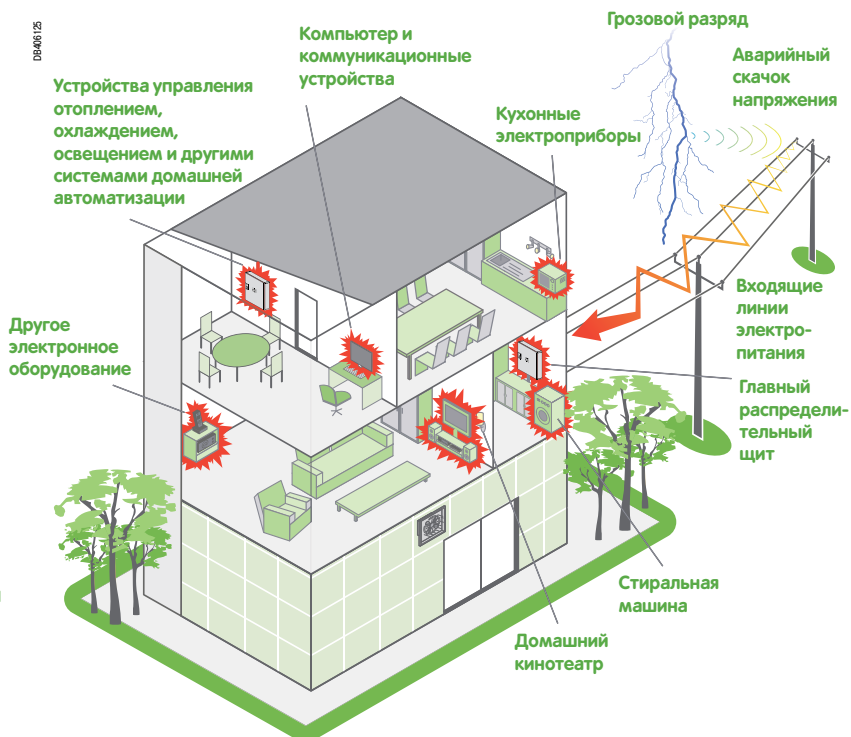 DB406125
Грозовой разряд
Компьютер и
коммуникационные
устройства
Аварийный
скачок
напряжения
Устройства управления
отоплением,
охлаждением,
освещением и другими
системами домашней
автоматизации
Кухонные
электроприборы
Входящие
линии
электро-
питания
Другое
электронное
оборудование
Главный
распредели-
тельный
щит
Стиральная
машина
Домашний
кинотеатр